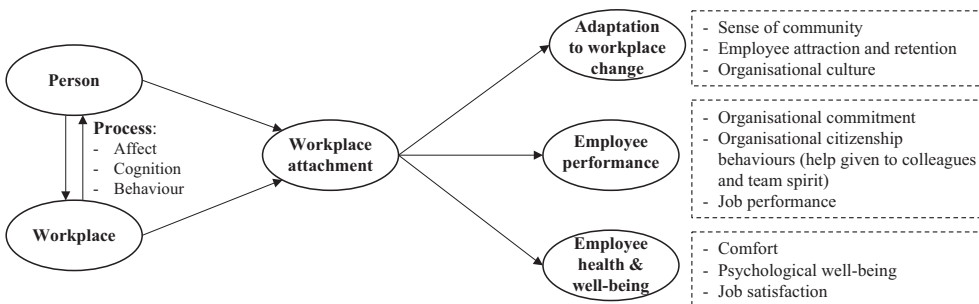 Person
Process:
- Affect
- Cognition
- Behaviour
Workplace
Workplace
attachment
Adaptation
to workplace
change
- Sense of community
- Employee attraction and retention
- Organisational culture
Employee
performance
- Organisational commitment
- Organisational citizenship
behaviours (help given to colleagues
and team spirit)
- Job performance
Employee
health &
well-being
- Comfort
- Psychological well-being
- Job satisfaction